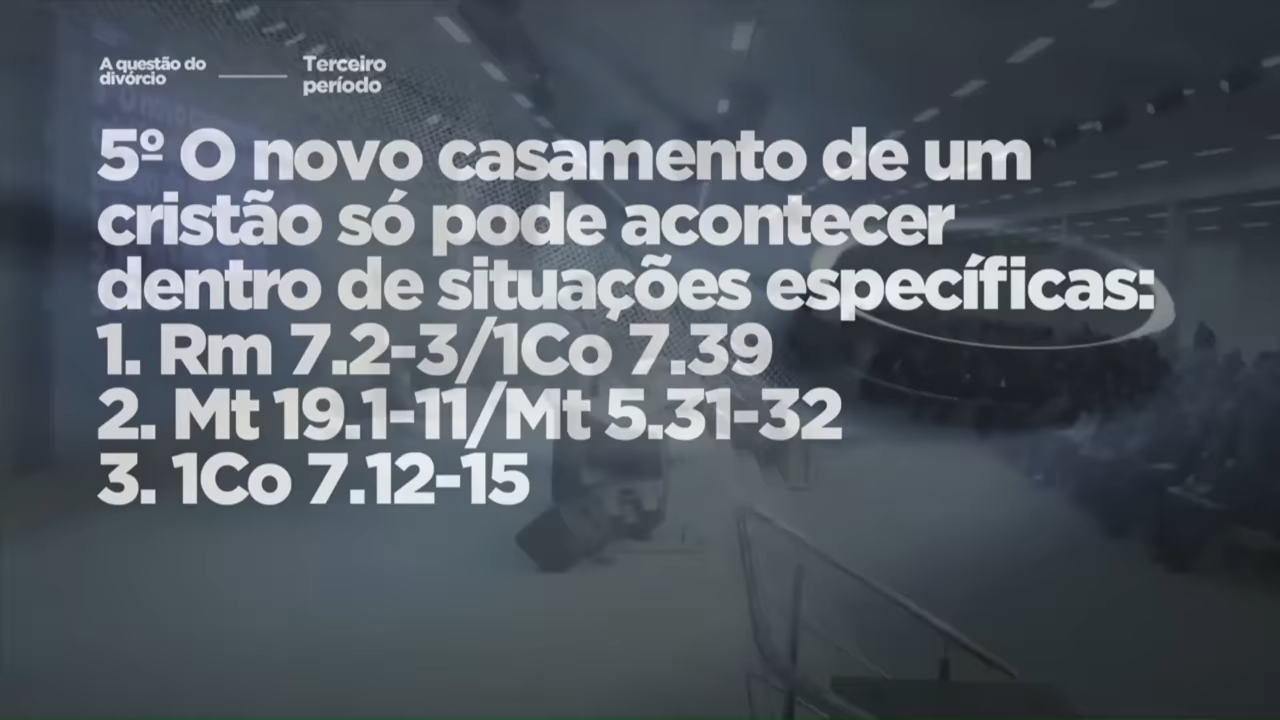 A questão do
divórcio
Terceiro
período
5º O novo casamento de um
cristão só pode acontecer
dentro de situações específicas:
1. Rm 7.2-3/1Co 7.39
2. Mt 19.1-11/Mt 5.31-32
3. 1Co 7.12-15